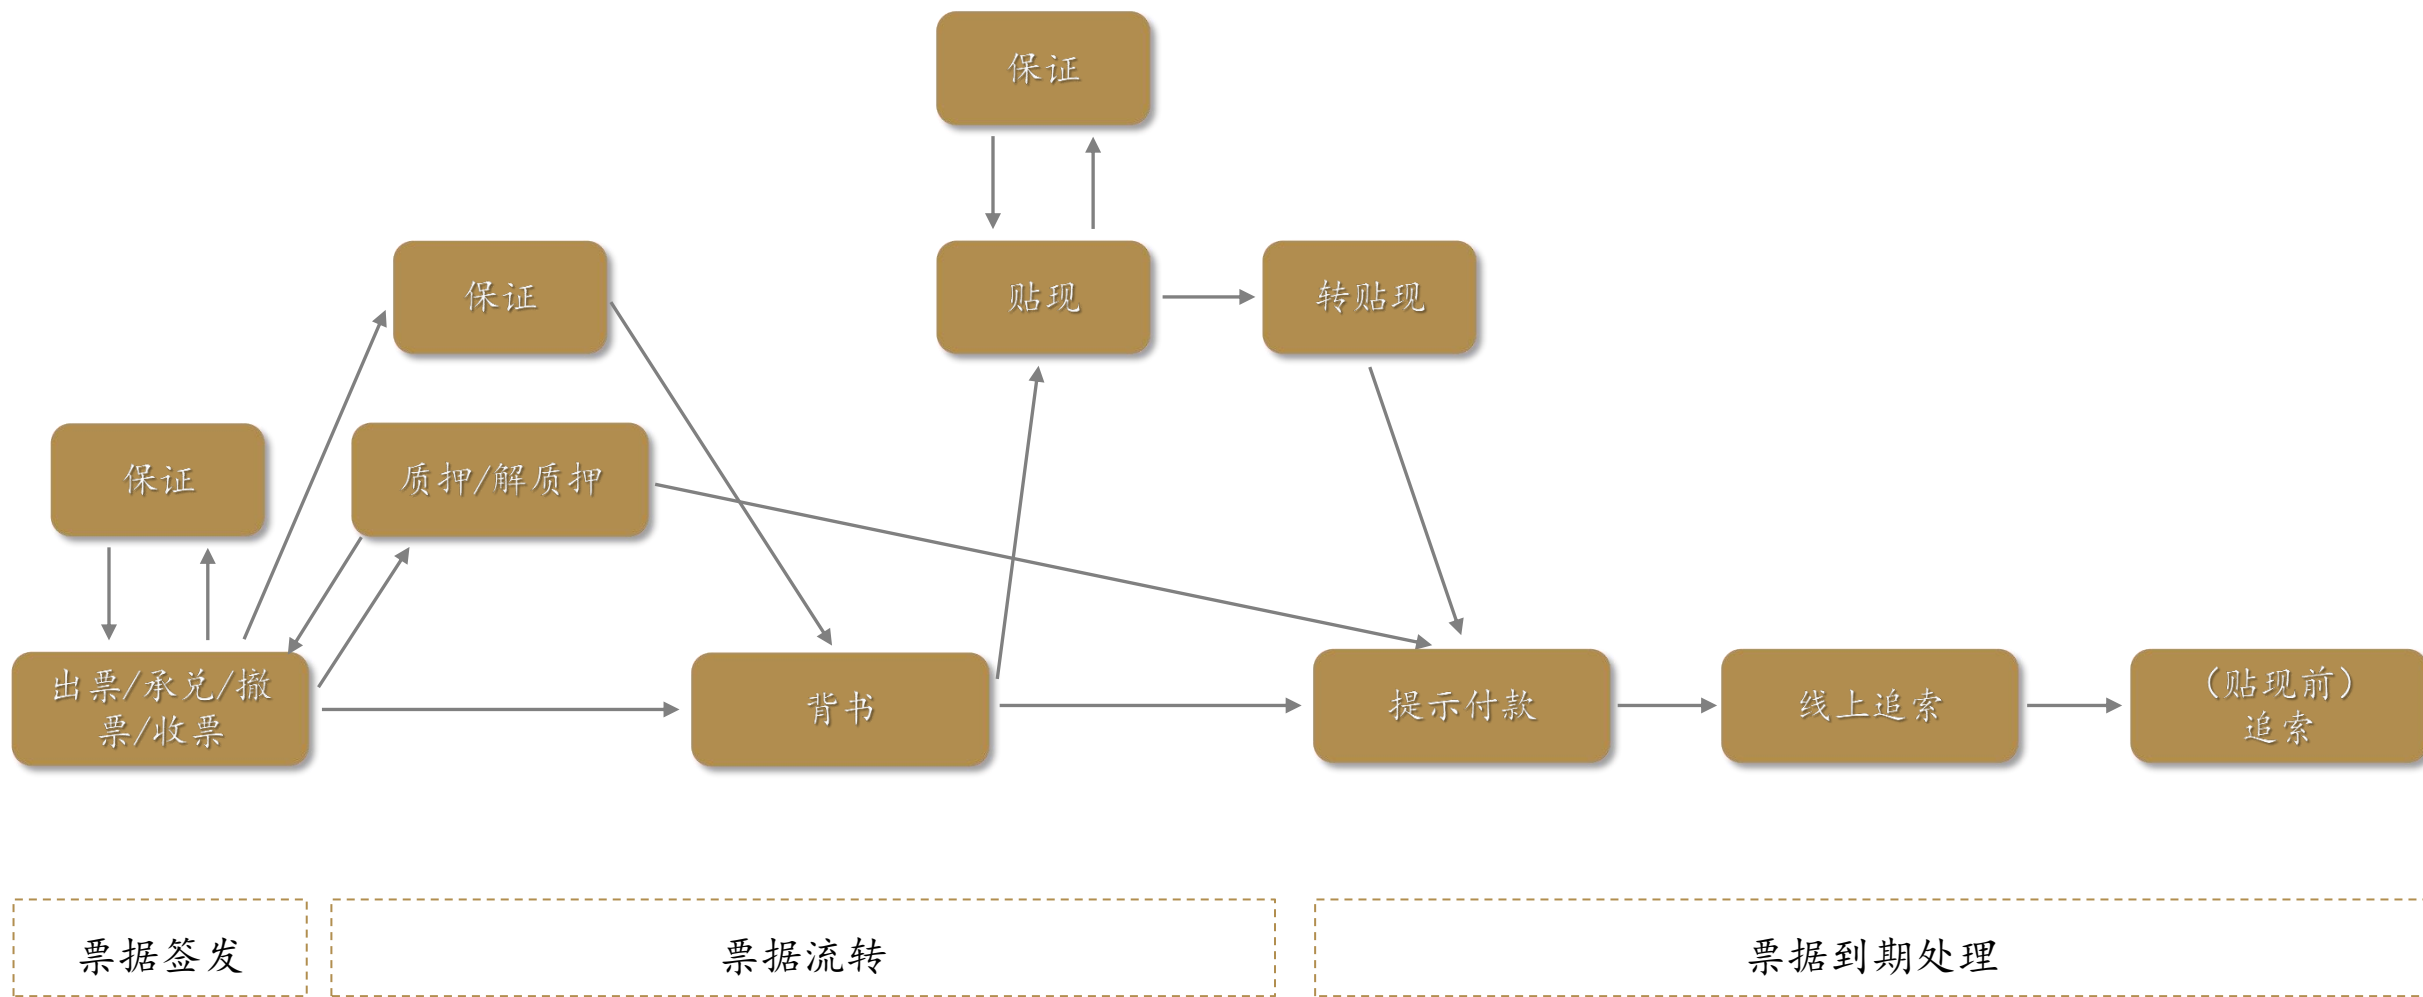 保证
保证
贴现
转贴现
保证
质押/解质押
出票/承兑/撤
票/收票
背书
提示付款
线上追索
（贴现前）
追索
票据签发
票据流转
票据到期处理